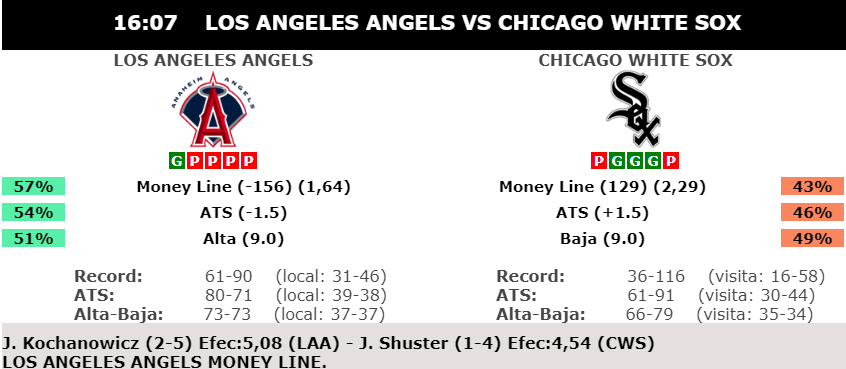 16:07 LOS ANGELES ANGELS VS CHICAGO WHITE SOX
LOS ANGELES ANGELS CHICAGO WHITE SOX
ANAHEIM ANGELS
A
Sox
G P P P P P G G G P
57% Money Line (-156) (1,64) Money Line (129) (2,29) 43%
54% ATS (-1.5) ATS (+1.5) 46%
51% Alta (9.0) Baja (9.0) 49%
Record: 61-90 (local: 31-46) Record: 36-116 (visita: 16-58)
ATS: 80-71 (local: 39-38) ATS: 61-91 (visita: 30-44)
Alta-Baja: 73-73 (local: 37-37) Alta-Baja: 66-79 (visita: 35-34)
J. Kochanowicz (2-5) Efec:5,08 (LAA) - J. Shuster (1-4) Efec:4,54 (CWS)
LOS ANGELES ANGELS MONEY LINE.